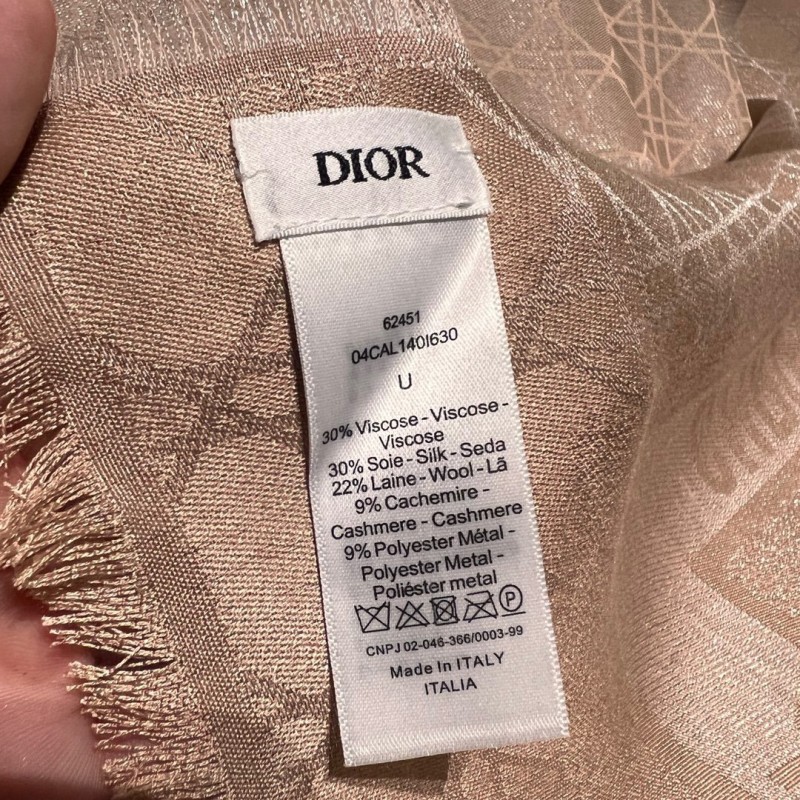 DIOR
62451
04CAL140I630
U
30% Viscose - Viscose -
Viscose
30% Soie - Silk - Seda
22% Laine - Wool - Lã
9% Cachemire -
Cashmere - Cashmere
9% Polyester Métal -
Polyester Metal -
Poliéster metal
P
CNPJ 02-046-366/0003-99
Made In ITALY
ITALIA